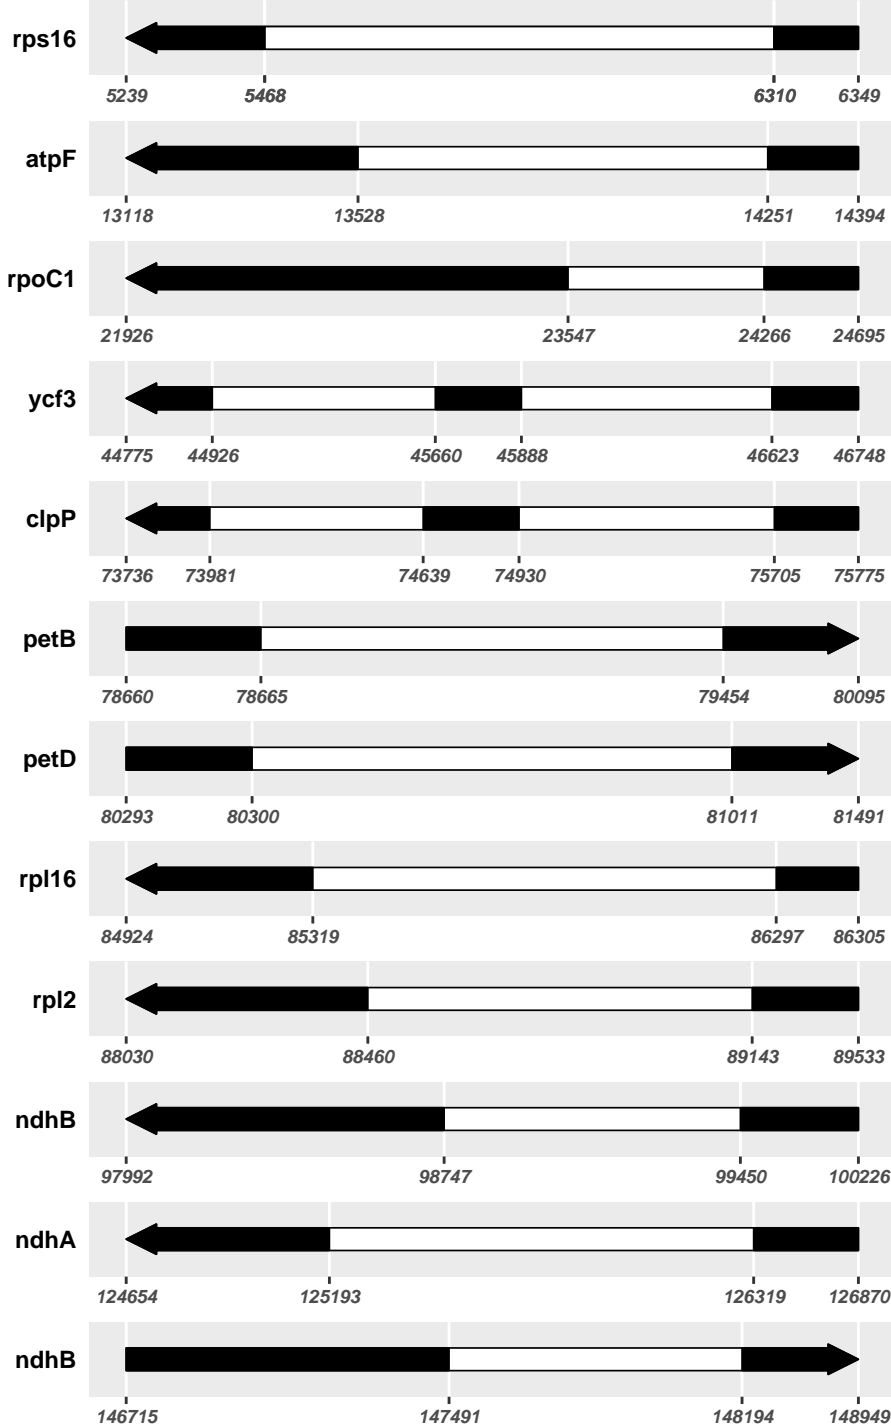 rps16
5239 5468 6310 6349
atpF
13118 13528 14251 14394
rpoC1
21926 23547 24266 24695
ycf3
44775 44926 45660 45888 46623 46748
clpP
73736 73981 74639 74930 75705 75775
petB
78660 78665 79454 80095
petD
80293 80300 81011 81491
rpl16
84924 85319 86297 86305
rpl2
88030 88460 89143 89533
ndhB
97992 98747 99450 100226
ndhA
124654 125193 126319 126870
ndhB
146715 147491 148194 148949